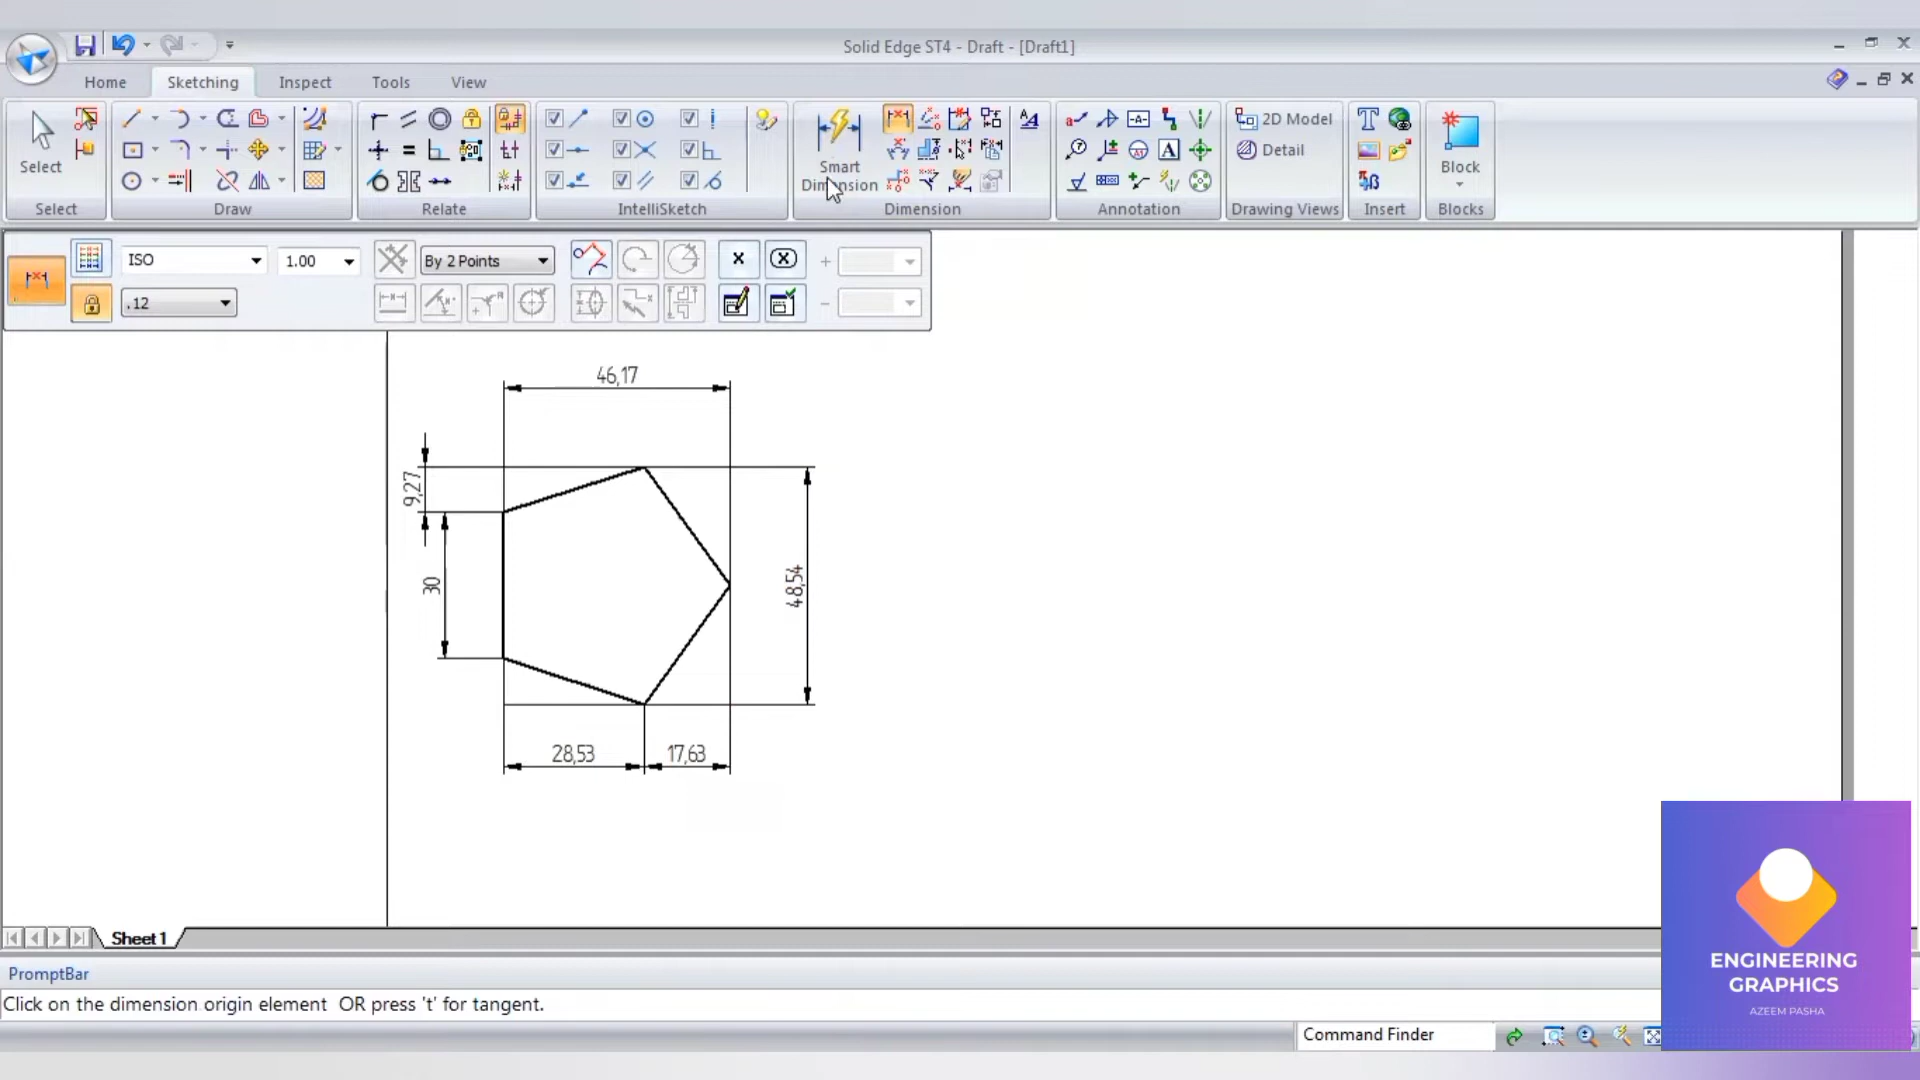 Solid Edge ST4 - Draft - [Draft1]
Home
Sketching
Inspect
Tools
View
Select
Smart
Dimension
2D Model
Detail
Block
Select
Draw
Relate
IntelliSketch
Dimension
Annotation
Drawing Views
Insert
Blocks
ISO
1.00
By 2 Points
.12
46,17
9,27
30
48,54
28,53
17,63
Sheet1
PromptBar
Click on the dimension origin element OR press 't' for tangent.
Command Finder
ENGINEERING
GRAPHICS
AZEEM PASHA